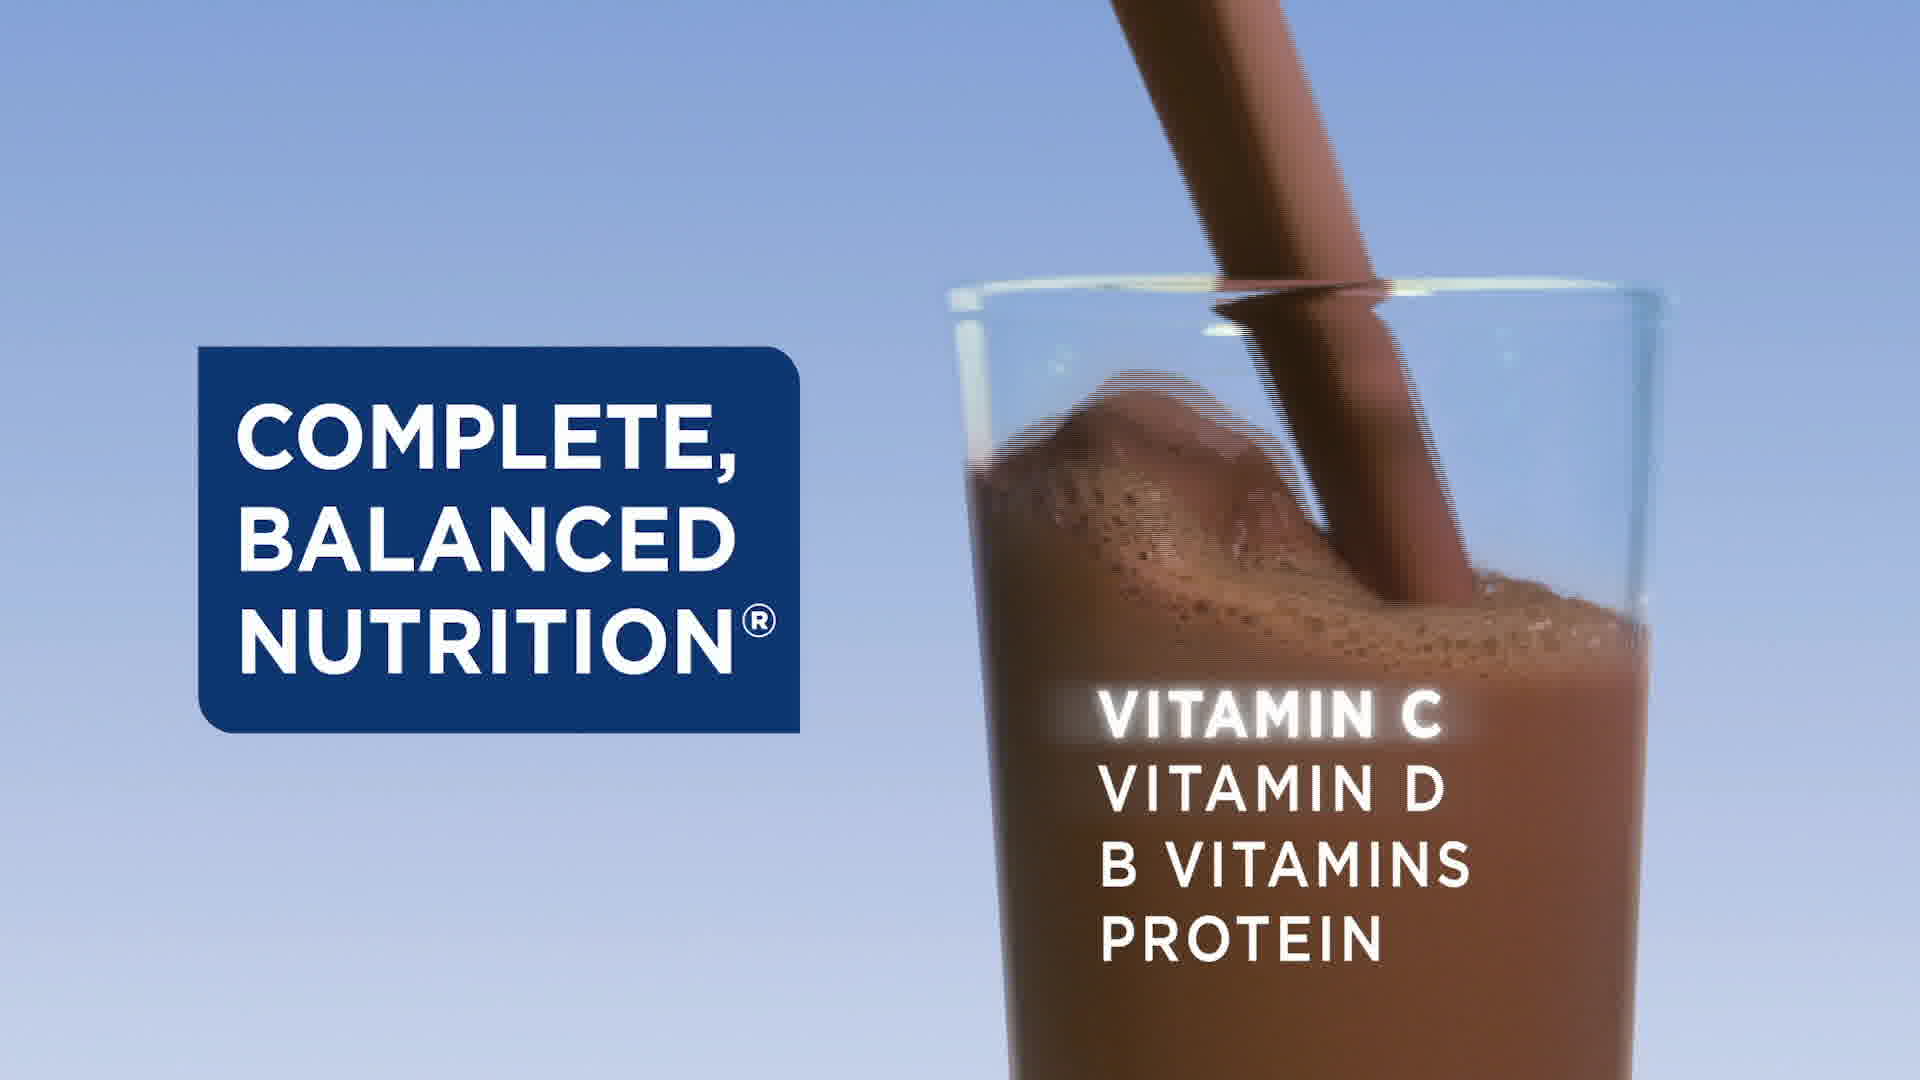 COMPLETE,
BALANCED
NUTRITION®
VITAMIN C
VITAMIN D
B VITAMINS
PROTEIN